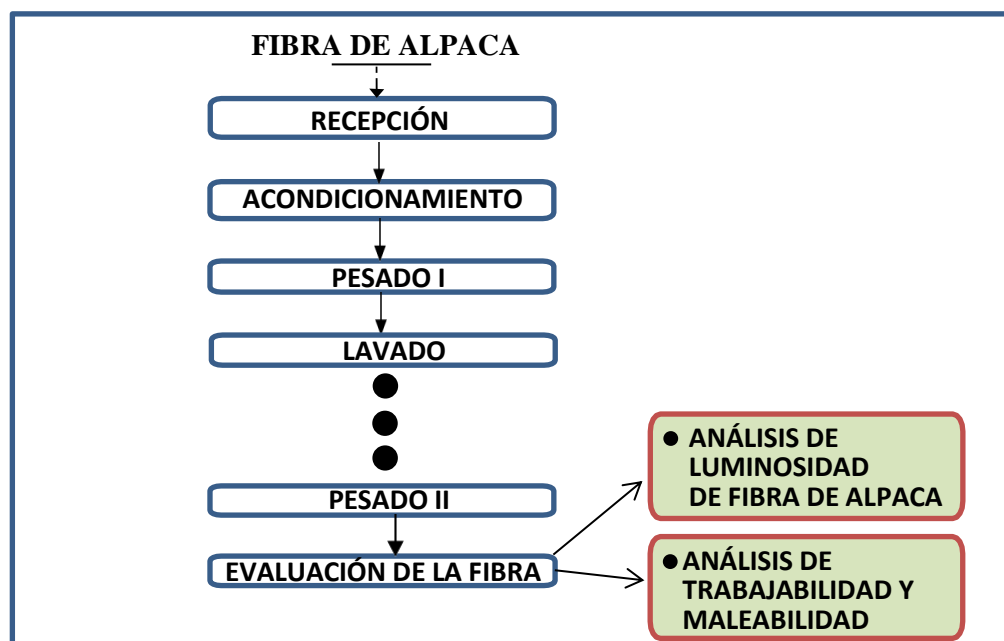 FIBRA DE ALPACA
RECEPCIÓN
ACONDICIONAMIENTO
PESADO I
LAVADO
PESADO II
EVALUACIÓN DE LA FIBRA
● ANÁLISIS DE
LUMINOSIDAD
DE FIBRA DE ALPACA
● ANÁLISIS DE
TRABAJABILIDAD Y
MALEABILIDAD